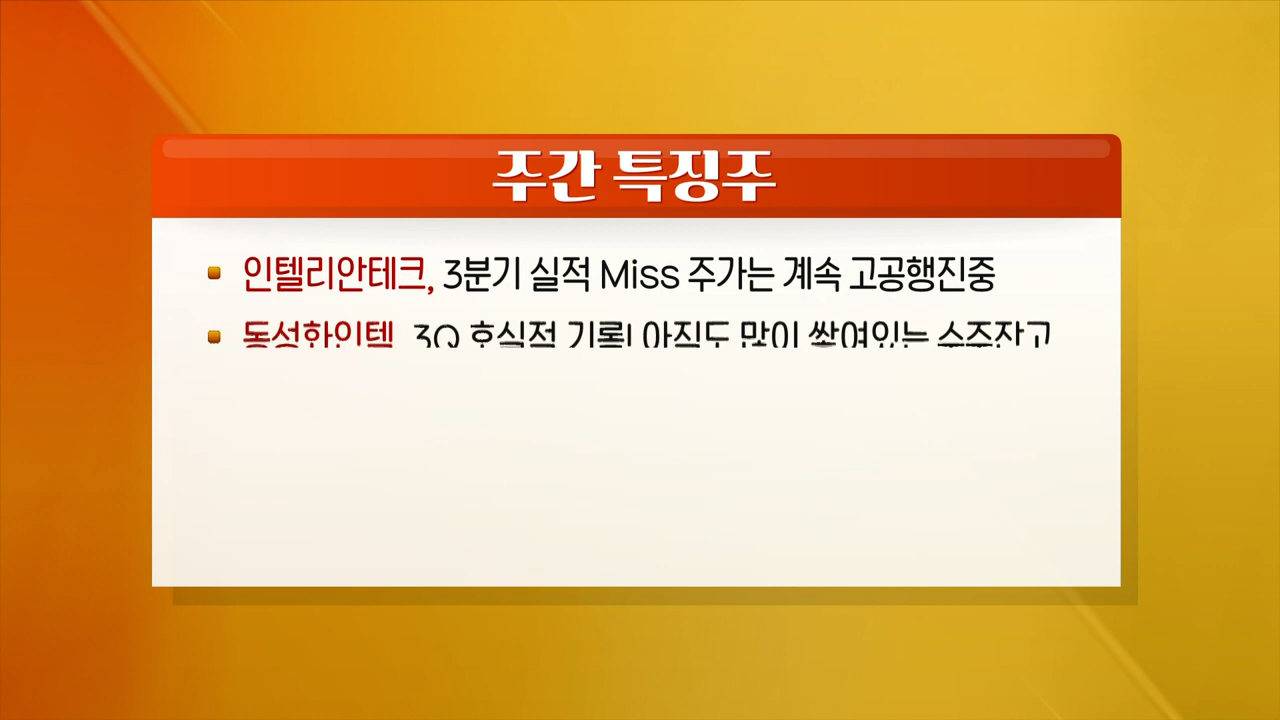 주간 특징주
인텔리안테크, 3분기 실적 Miss 주가는 계속 고공행진중
동성화인텍 3Q 호실적 기록! 아직도 많이 쌓여있는 수주잔고